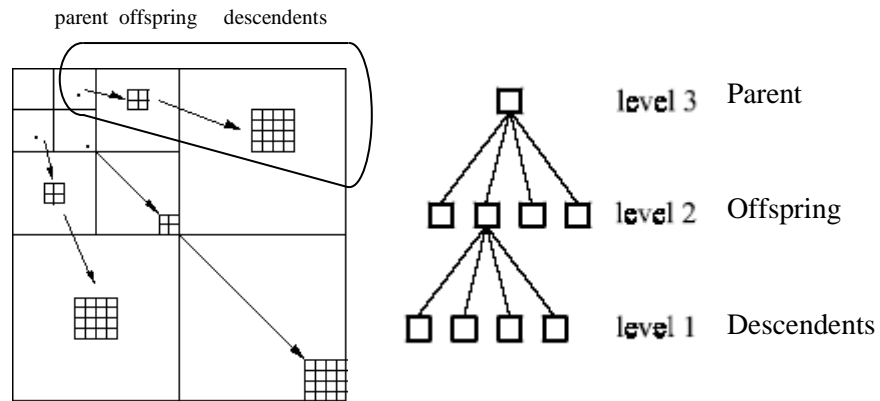 parent offspring descendents
level 3 Parent
level 2 Offspring
level 1 Descendents